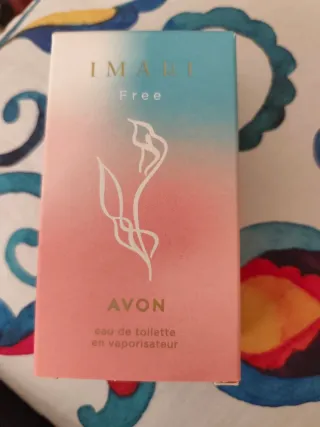 IMARI
Free
AVON
eau de toilette
en vaporisateur